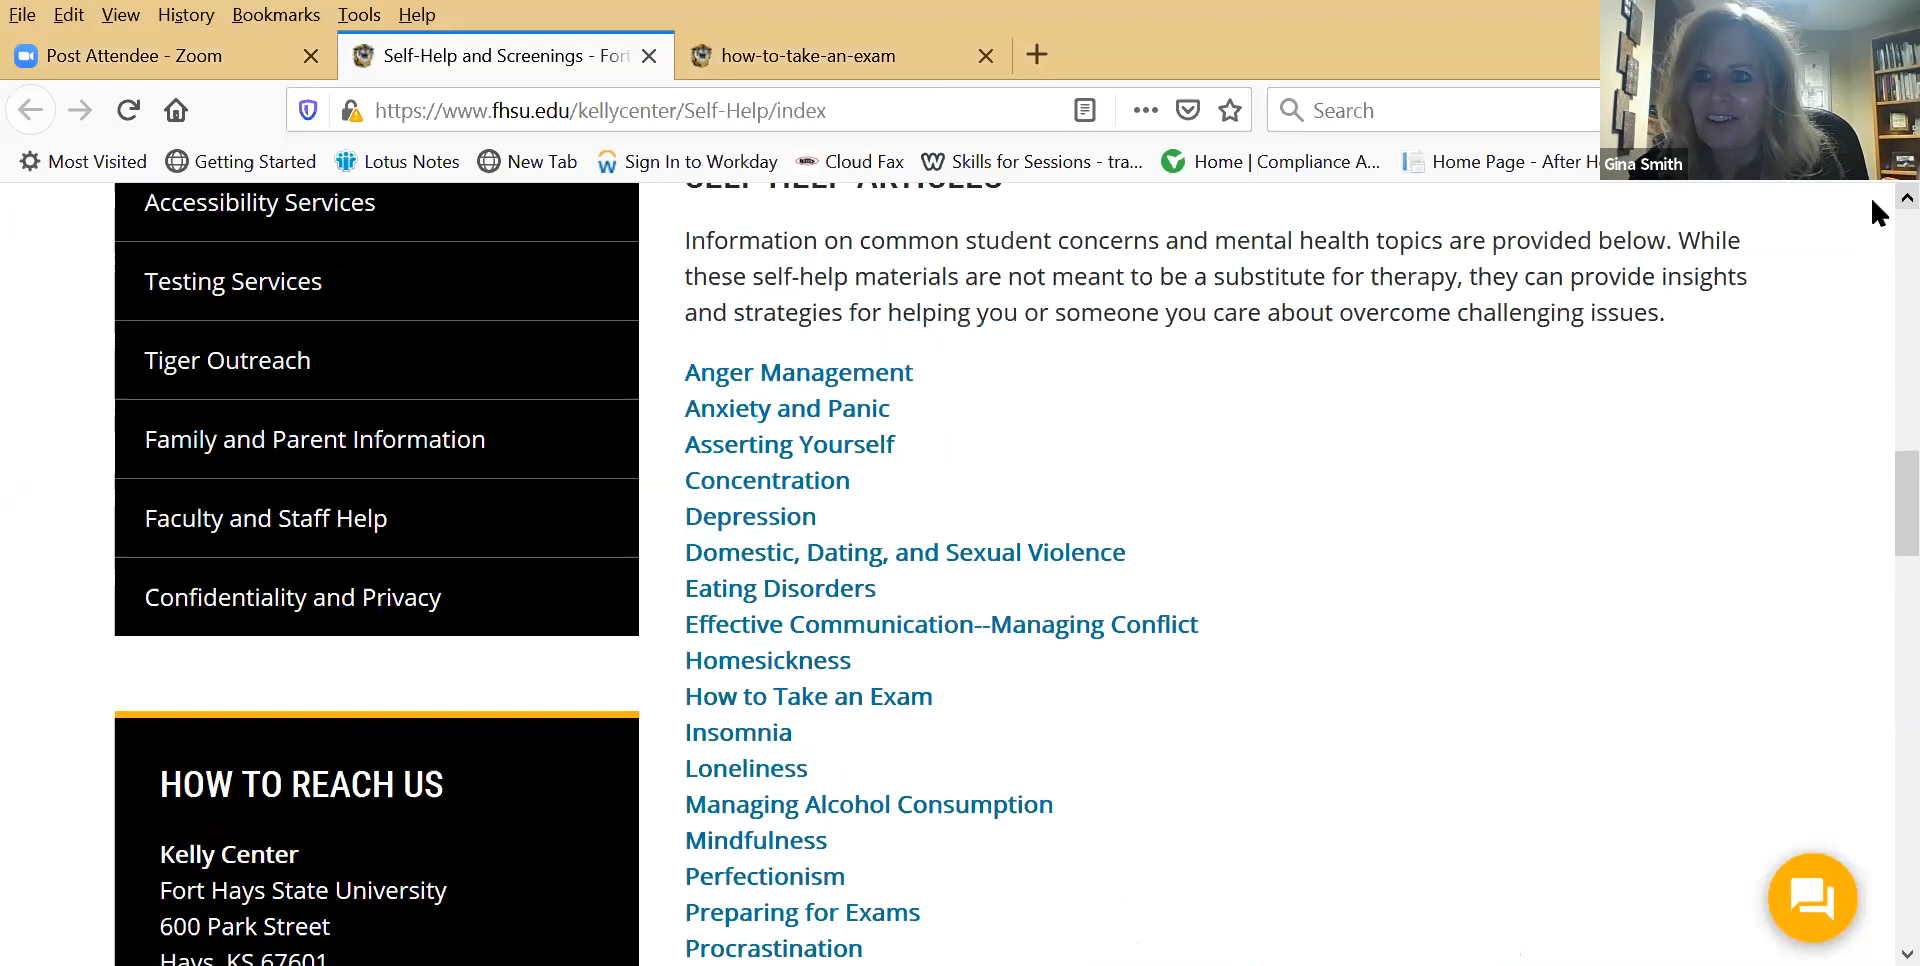 File Edit View History Bookmarks Tools Help
Post Attendee - Zoom
Self-Help and Screenings - Fort
how-to-take-an-exam
https://www.fhsu.edu/kellycenter/Self-Help/index
Search
Most Visited
Getting Started
Lotus Notes
New Tab
Sign In to Workday
Cloud Fax
Skills for Sessions - tra...
Home | Compliance A...
Home Page - After H
Gina Smith
Accessibility Services
Testing Services
Tiger Outreach
Family and Parent Information
Faculty and Staff Help
Confidentiality and Privacy
HOW TO REACH US
Kelly Center
Fort Hays State University
600 Park Street
Hays, KS 67601
SELF-HELP ARTICLES
Information on common student concerns and mental health topics are provided below. While
these self-help materials are not meant to be a substitute for therapy, they can provide insights
and strategies for helping you or someone you care about overcome challenging issues.
Anger Management
Anxiety and Panic
Asserting Yourself
Concentration
Depression
Domestic, Dating, and Sexual Violence
Eating Disorders
Effective Communication--Managing Conflict
Homesickness
How to Take an Exam
Insomnia
Loneliness
Managing Alcohol Consumption
Mindfulness
Perfectionism
Preparing for Exams
Procrastination